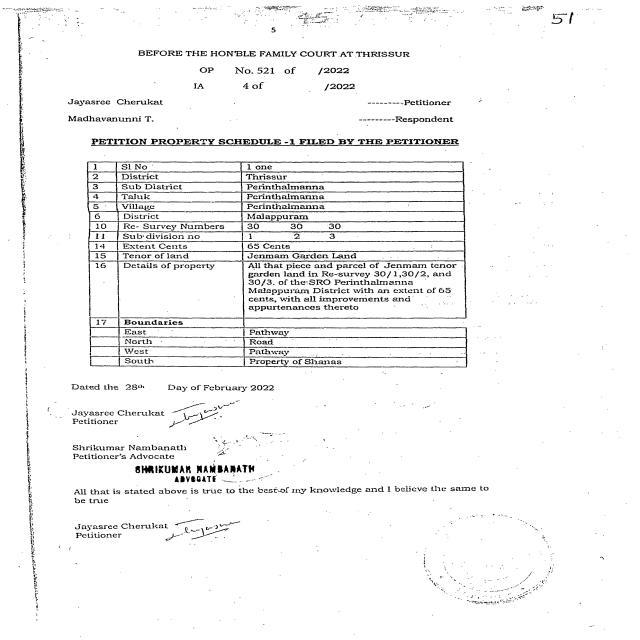 45
51
5
BEFORE THE HON'BLE FAMILY COURT AT THRISSUR
OP No. 521 of /2022
IA 4 of /2022
Jayasree Cherukat ---------Petitioner
Madhavanunni T. ---------Respondent
PETITION PROPERTY SCHEDULE -1 FILED BY THE PETITIONER
1 Sl No 1 one
2 District Thrissur
3 Sub District Perinthalmanna
4 Taluk Perinthalmanna
5 Village Perinthalmanna
6 District Malappuram
10 Re- Survey Numbers 30 30 30
11 Sub division no 1 2 3
14 Extent Cents 65 Cents
15 Tenor of land Jenmam Garden Land
16 Details of property All that piece and parcel of Jenmam tenor
garden land in Re-survey 30/1,30/2, and
30/3. of the SRO Perinthalmanna
Malappuram District with an extent of 65
cents, with all improvements and
appurtenances thereto
17 Boundaries
East Pathway
North Road
West Pathway
South Property of Shanas
Dated the 28th Day of February 2022
Jayasree Cherukat
Petitioner
Shrikumar Nambanath
Petitioner's Advocate
SHRIKUMAR NAMBANATH
ADVOCATE
All that is stated above is true to the best of my knowledge and I believe the same to
be true
Jayasree Cherukat
Petitioner